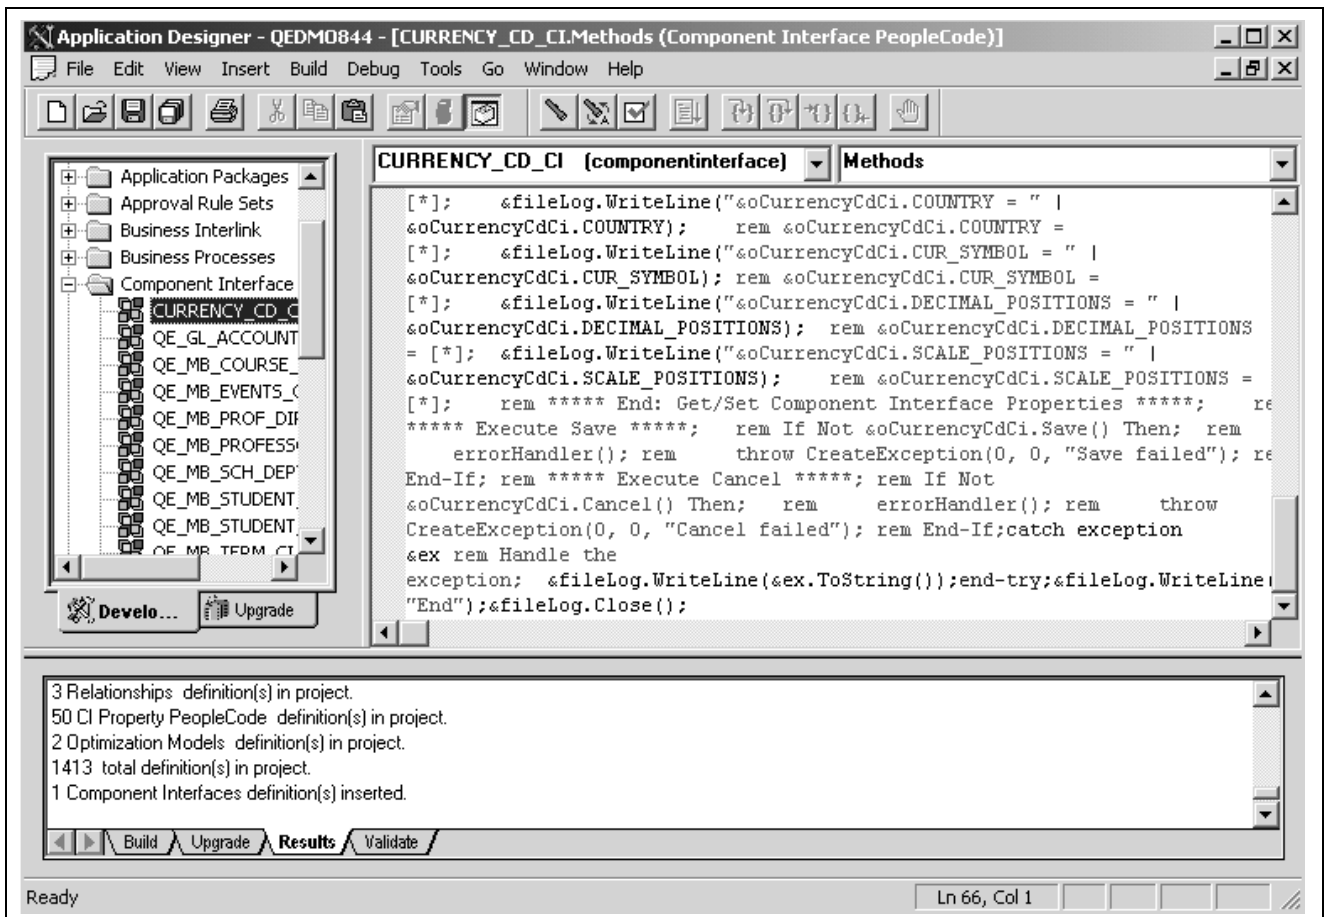 Application Designer - QEDMO844 - [CURRENCY_CD_CI.Methods (Component Interface PeopleCode)]
File Edit View Insert Build Debug Tools Go Window Help
CURRENCY_CD_CI (componentinterface) Methods
Application Packages
Approval Rule Sets
Business Interlink
Business Processes
Component Interface
CURRENCY_CD_C
QE_GL_ACCOUNT
QE_MB_COURSE_
QE_MB_EVENTS_C
QE_MB_PROF_DIR
QE_MB_PROFESS
QE_MB_SCH_DEP
QE_MB_STUDENT
QE_MB_STUDENT
QE_MB_TERM_CI
Develo... Upgrade
[*]; &fileLog.WriteLine("&oCurrencyCdCi.COUNTRY = " |
&oCurrencyCdCi.COUNTRY); rem &oCurrencyCdCi.COUNTRY =
[*]; &fileLog.WriteLine("&oCurrencyCdCi.CUR_SYMBOL = " |
&oCurrencyCdCi.CUR_SYMBOL); rem &oCurrencyCdCi.CUR_SYMBOL =
[*]; &fileLog.WriteLine("&oCurrencyCdCi.DECIMAL_POSITIONS = " |
&oCurrencyCdCi.DECIMAL_POSITIONS); rem &oCurrencyCdCi.DECIMAL_POSITIONS
= [*]; &fileLog.WriteLine("&oCurrencyCdCi.SCALE_POSITIONS = " |
&oCurrencyCdCi.SCALE_POSITIONS); rem &oCurrencyCdCi.SCALE_POSITIONS =
[*]; rem ***** End: Get/Set Component Interface Properties *****; re
***** Execute Save *****; rem If Not &oCurrencyCdCi.Save() Then; rem
errorHandler(); rem throw CreateException(0, 0, "Save failed"); re
End-If; rem ***** Execute Cancel *****; rem If Not
&oCurrencyCdCi.Cancel() Then; rem errorHandler(); rem throw
CreateException(0, 0, "Cancel failed"); rem End-If;catch exception
&ex rem Handle the
exception; &fileLog.WriteLine(&ex.ToString());end-try;&fileLog.WriteLine(
"End");&fileLog.Close();
3 Relationships definition(s) in project.
50 CI Property PeopleCode definition(s) in project.
2 Optimization Models definition(s) in project.
1413 total definition(s) in project.
1 Component Interfaces definition(s) inserted.
Build Upgrade Results Validate
Ready Ln 66, Col 1